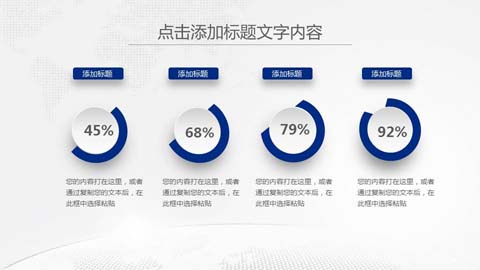 点击添加标题文字内容
添加标题
添加标题
添加标题
添加标题
45%
68%
79%
92%
您的内容打在这里，或者
通过复制您的文本后，在
此框中选择粘贴
您的内容打在这里，或者
通过复制您的文本后，在
此框中选择粘贴
您的内容打在这里，或者
通过复制您的文本后，在
此框中选择粘贴
您的内容打在这里，或者
通过复制您的文本后，在
此框中选择粘贴